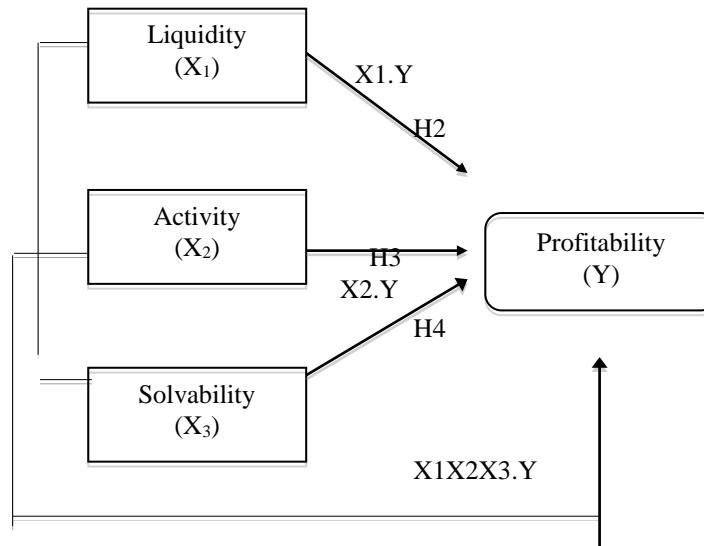 Liquidity
(X₁)
X1.Y
H2
Activity
(X₂)
H3
X2.Y
Profitability
(Y)
H4
Solvability
(X₃)
X1X2X3.Y